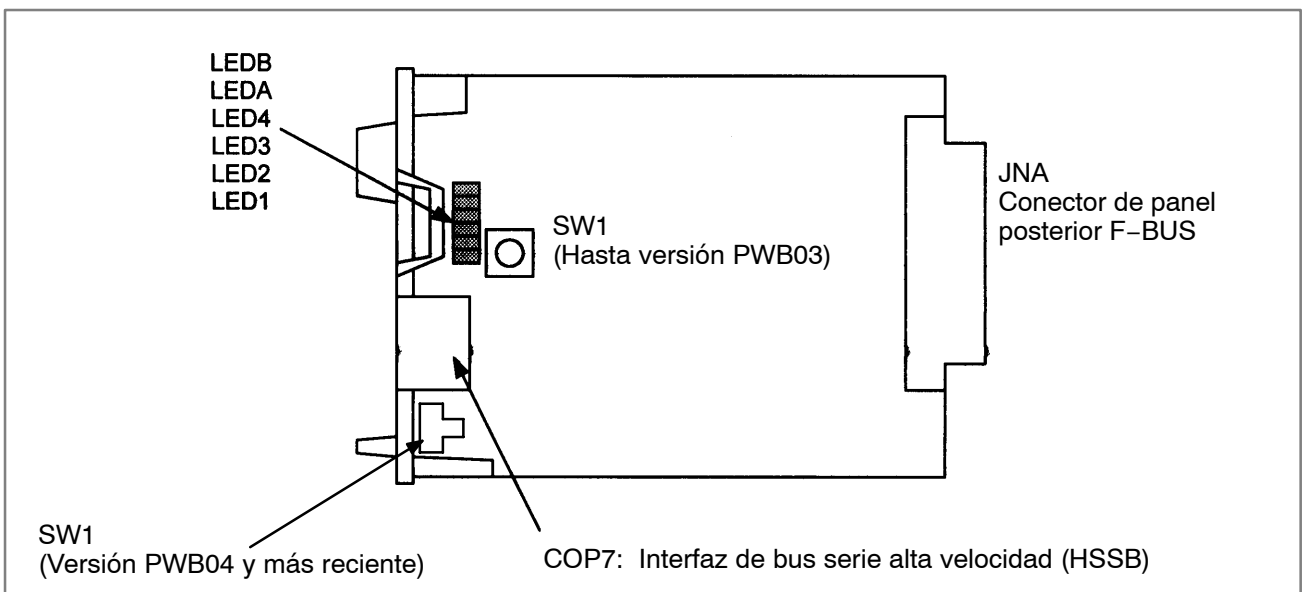 LEDB
LEDA
LED4
LED3
LED2
LED1
SW1
(Hasta versión PWB03)
JNA
Conector de panel
posterior F−BUS
SW1
(Versión PWB04 y más reciente)
COP7: Interfaz de bus serie alta velocidad (HSSB)